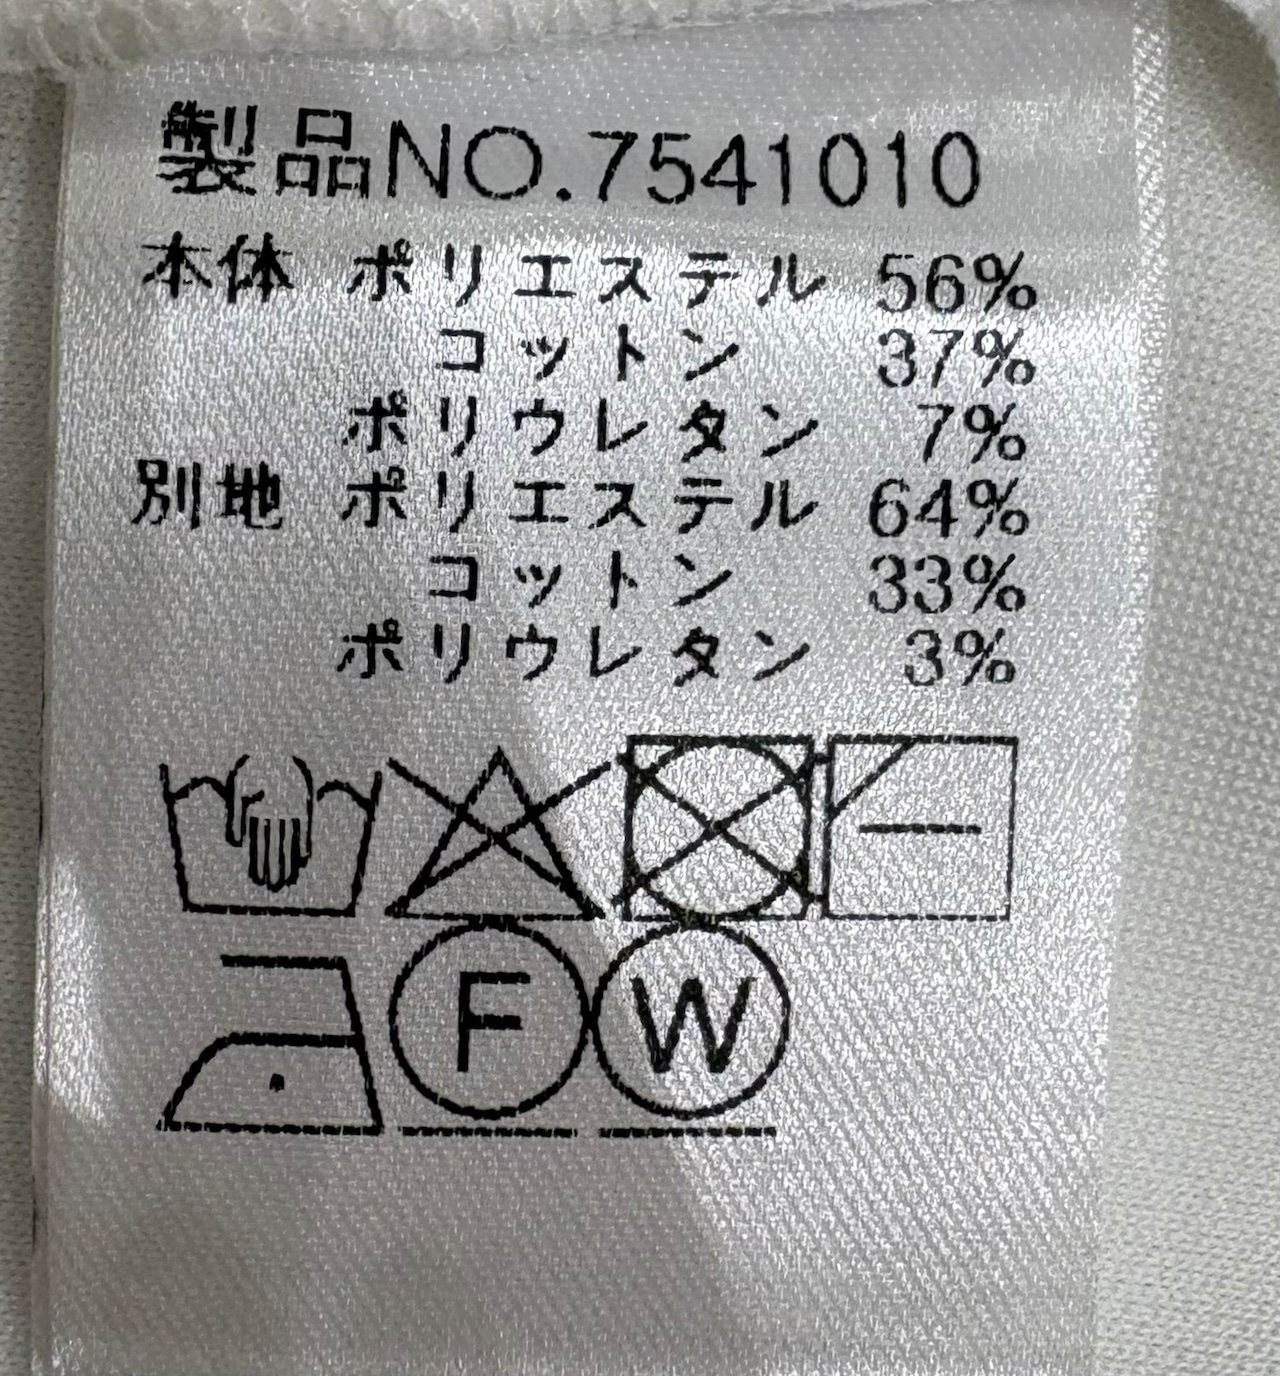 製品NO.7541010
本体 ポリエステル 56%
コットン 37%
ポリウレタン 7%
別地 ポリエステル 64%
コットン 33%
ポリウレタン 3%
F W